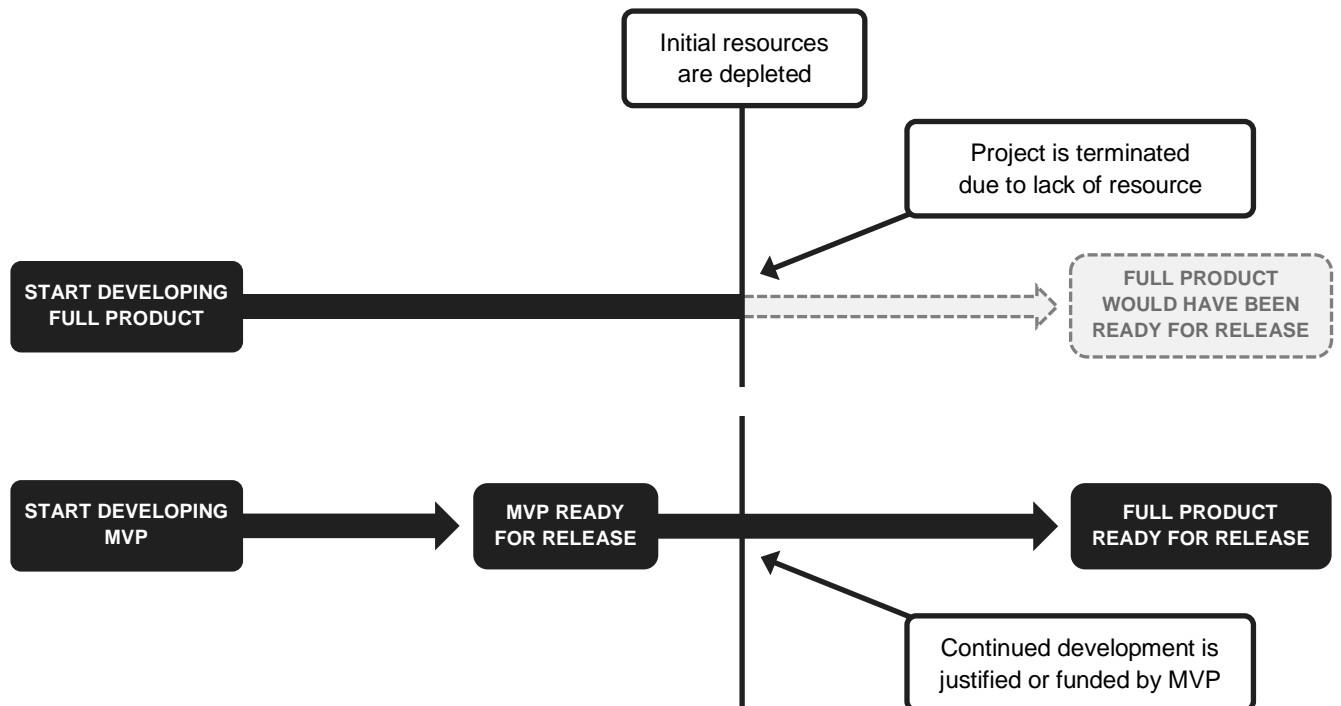 Initial resources
are depleted
Project is terminated
due to lack of resource
START DEVELOPING
FULL PRODUCT
FULL PRODUCT
WOULD HAVE BEEN
READY FOR RELEASE
START DEVELOPING
MVP
MVP READY
FOR RELEASE
FULL PRODUCT
READY FOR RELEASE
Continued development is
justified or funded by MVP